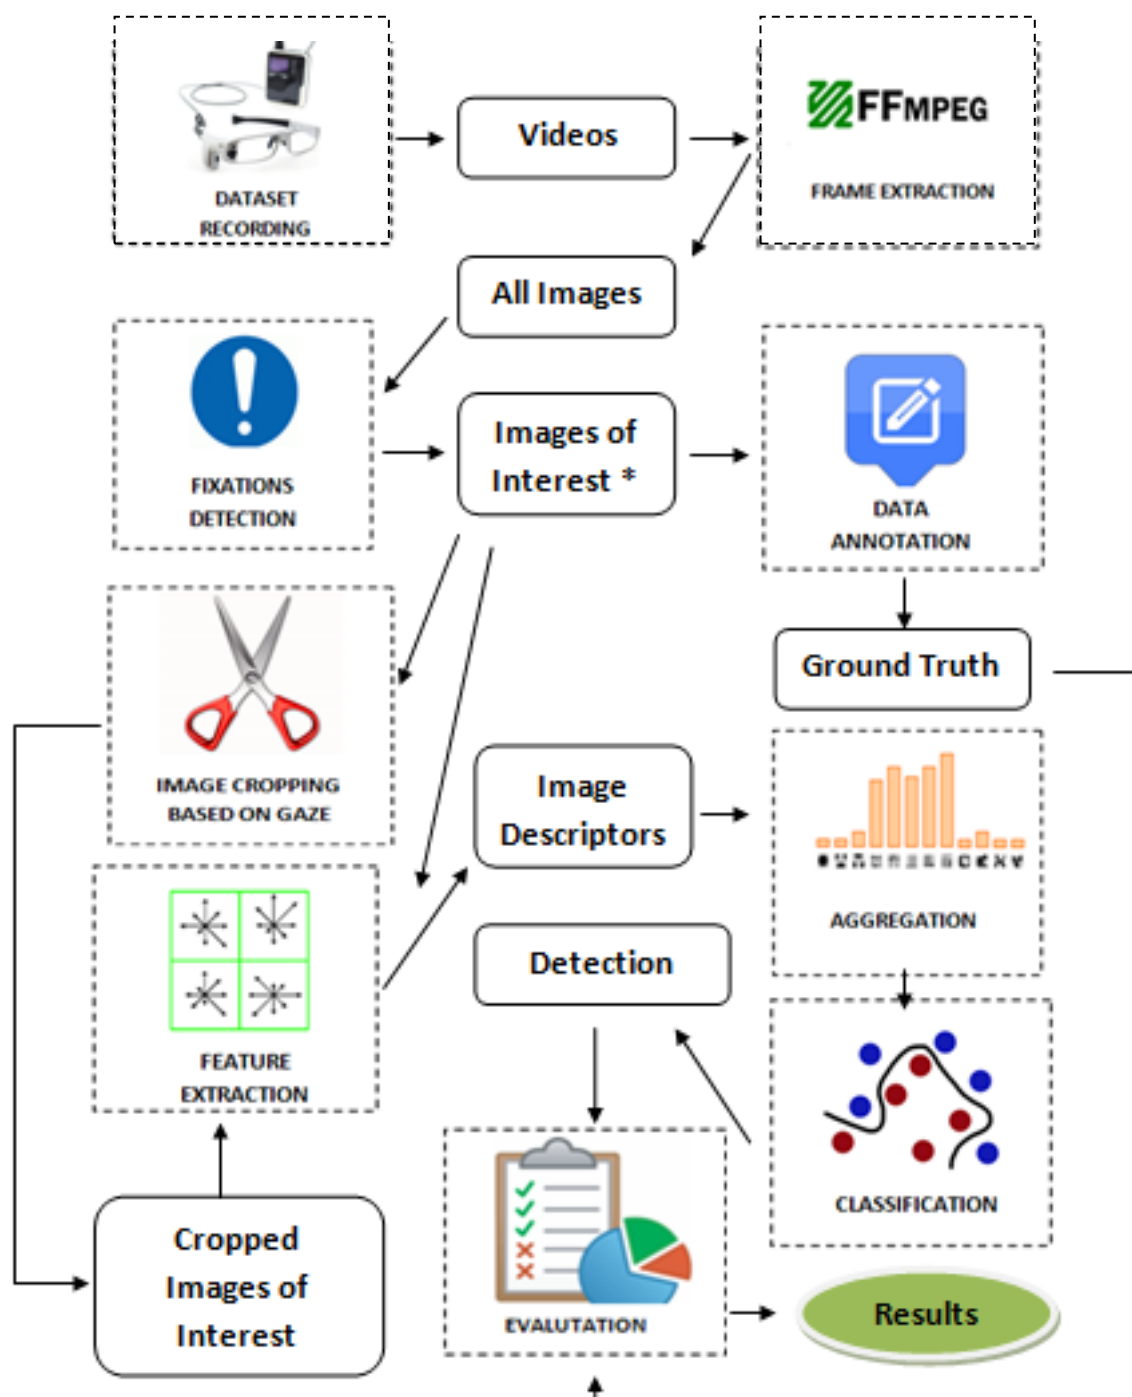 DATASET
RECORDING
Videos
FFMPEG
FRAME EXTRACTION
All Images
FIXATIONS
DETECTION
Images of
Interest *
DATA
ANNOTATION
IMAGE CROPPING
BASED ON GAZE
Ground Truth
Image
Descriptors
AGGREGATION
FEATURE
EXTRACTION
Detection
CLASSIFICATION
Cropped
Images of
Interest
EVALUTATION
Results